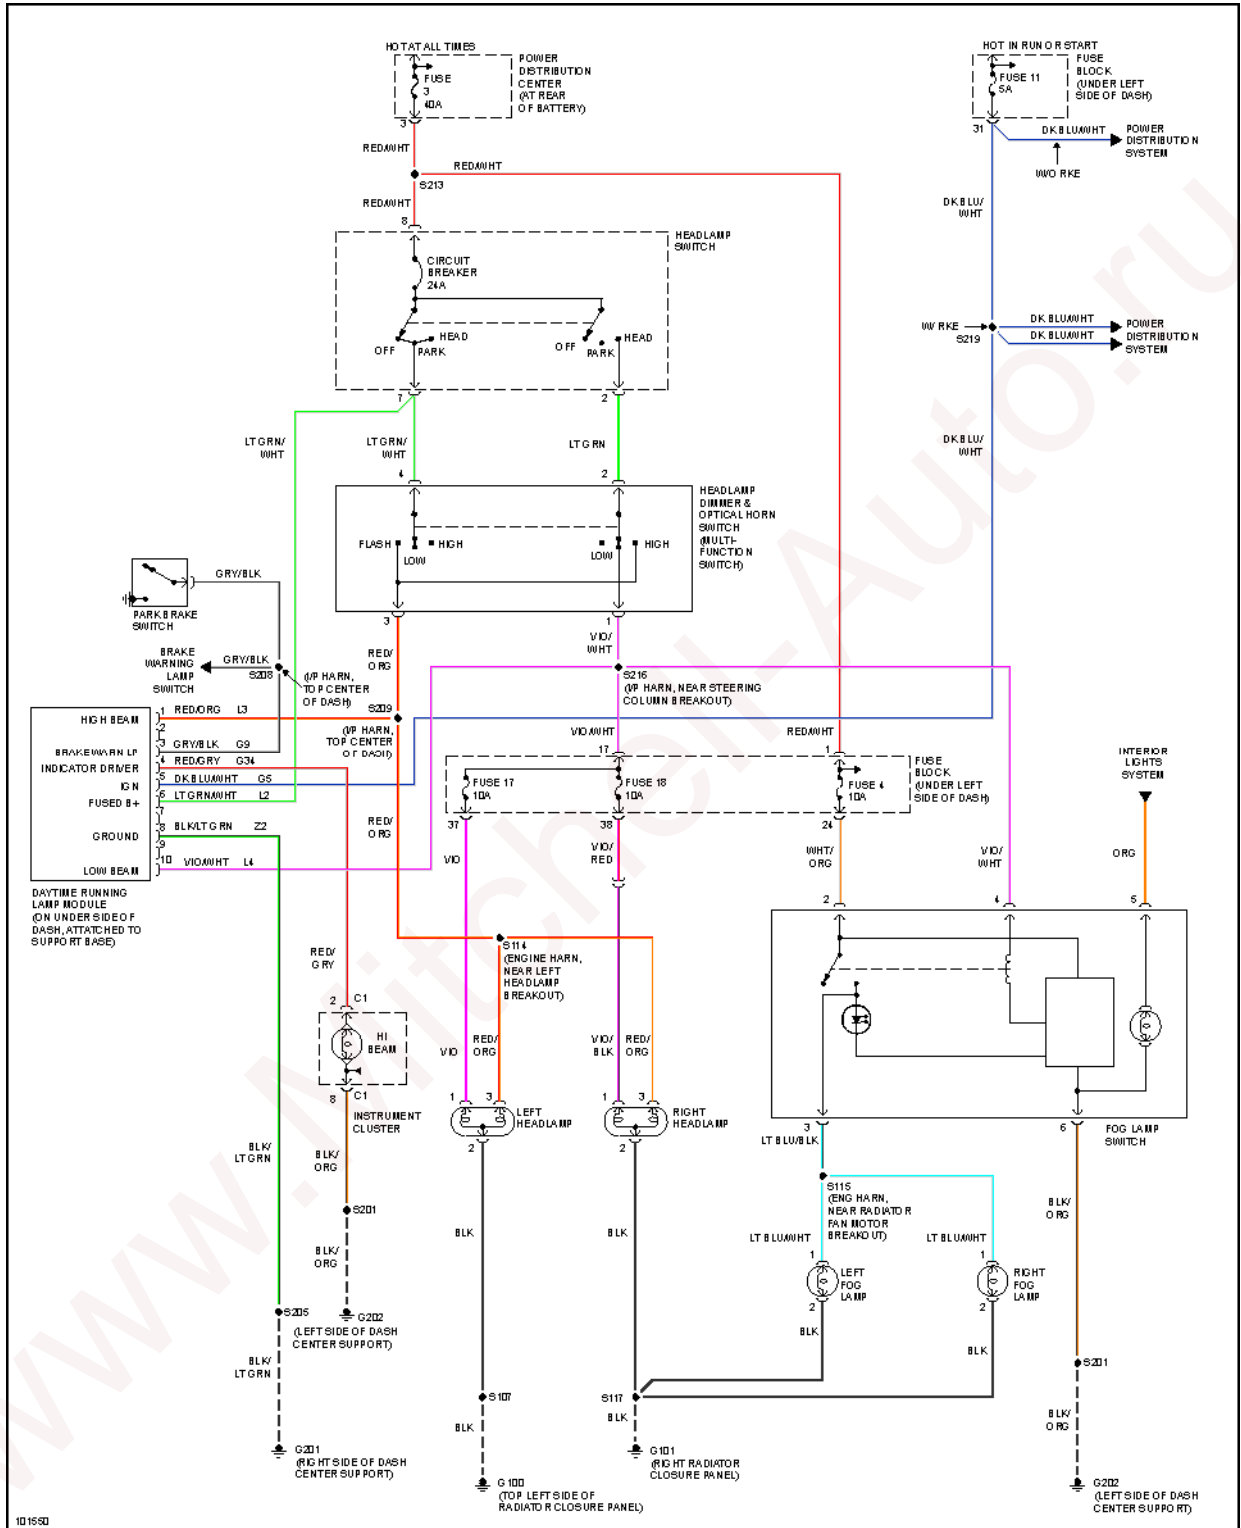 HOT AT ALL TIMES
FUSE
3
40A
POWER
DISTRIBUTION
CENTER
(AT REAR
OF BATTERY)
3
RED/WHT
RED/WHT
S213
RED/WHT
8
HOT IN RUN OR START
FUSE 11
5A
FUSE
BLOCK
(UNDER LEFT
SIDE OF DASH)
31
DK BLU/WHT
POWER
DISTRIBUTION
SYSTEM
W/O RKE
DK BLU/
WHT
HEADLAMP
SWITCH
CIRCUIT
BREAKER
24A
OFF
PARK
HEAD
OFF
PARK
HEAD
7
2
W/ RKE
S219
DK BLU/WHT
DK BLU/WHT
POWER
DISTRIBUTION
SYSTEM
LT GRN/
WHT
LT GRN/
WHT
LT GRN
DK BLU/
WHT
4
2
HEADLAMP
DIMMER &
OPTICAL HORN
SWITCH
(MULTI-
FUNCTION
SWITCH)
FLASH
LOW
HIGH
LOW
HIGH
3
1
GRY/BLK
PARK BRAKE
SWITCH
BRAKE
WARNING
LAMP
SWITCH
GRY/BLK
S208
(I/P HARN,
TOP CENTER
OF DASH)
RED/
ORG
VIO/
WHT
S216
(I/P HARN, NEAR STEERING
COLUMN BREAKOUT)
S209
(I/P HARN,
TOP CENTER
OF DASH)
HIGH BEAM
BRAKE WARN LP
INDICATOR DRIVER
IGN
FUSED B+
GROUND
LOW BEAM
1 RED/ORG L3
2
3 GRY/BLK G9
4 RED/GRY G34
5 DK BLU/WHT G5
6 LT GRN/WHT L2
7
8 BLK/LT GRN Z2
9
10 VIO/WHT L4
DAYTIME RUNNING
LAMP MODULE
(ON UNDER SIDE OF
DASH, ATTATCHED TO
SUPPORT BASE)
VIO/WHT
17
RED/WHT
1
FUSE 17
10A
FUSE 18
10A
FUSE 4
10A
FUSE
BLOCK
(UNDER LEFT
SIDE OF DASH)
37
38
24
INTERIOR
LIGHTS
SYSTEM
RED/
ORG
VIO
VIO/
RED
WHT/
ORG
VIO/
WHT
ORG
2
4
5
S114
(ENGINE HARN,
NEAR LEFT
HEADLAMP
BREAKOUT)
RED/
GRY
2
C1
HI
BEAM
8
C1
INSTRUMENT
CLUSTER
VIO
RED/
ORG
VIO/
BLK
RED/
ORG
1
3
LEFT
HEADLAMP
2
1
3
RIGHT
HEADLAMP
2
3
6
FOG LAMP
SWITCH
LT BLU/BLK
BLK/
LT GRN
BLK/
ORG
S201
BLK/
ORG
S115
(ENG HARN,
NEAR RADIATOR
FAN MOTOR
BREAKOUT)
BLK/
ORG
BLK
BLK
LT BLU/WHT
LT BLU/WHT
1
LEFT
FOG
LAMP
2
1
RIGHT
FOG
LAMP
2
BLK
BLK
S205
G202
(LEFT SIDE OF DASH
CENTER SUPPORT)
BLK/
LT GRN
S107
S117
S201
BLK
BLK
BLK/
ORG
G201
(RIGHT SIDE OF DASH
CENTER SUPPORT)
G100
(TOP LEFT SIDE OF
RADIATOR CLOSURE PANEL)
G101
(RIGHT RADIATOR
CLOSURE PANEL)
G202
(LEFT SIDE OF DASH
CENTER SUPPORT)
101550
www.Mitchell-Auto.ru